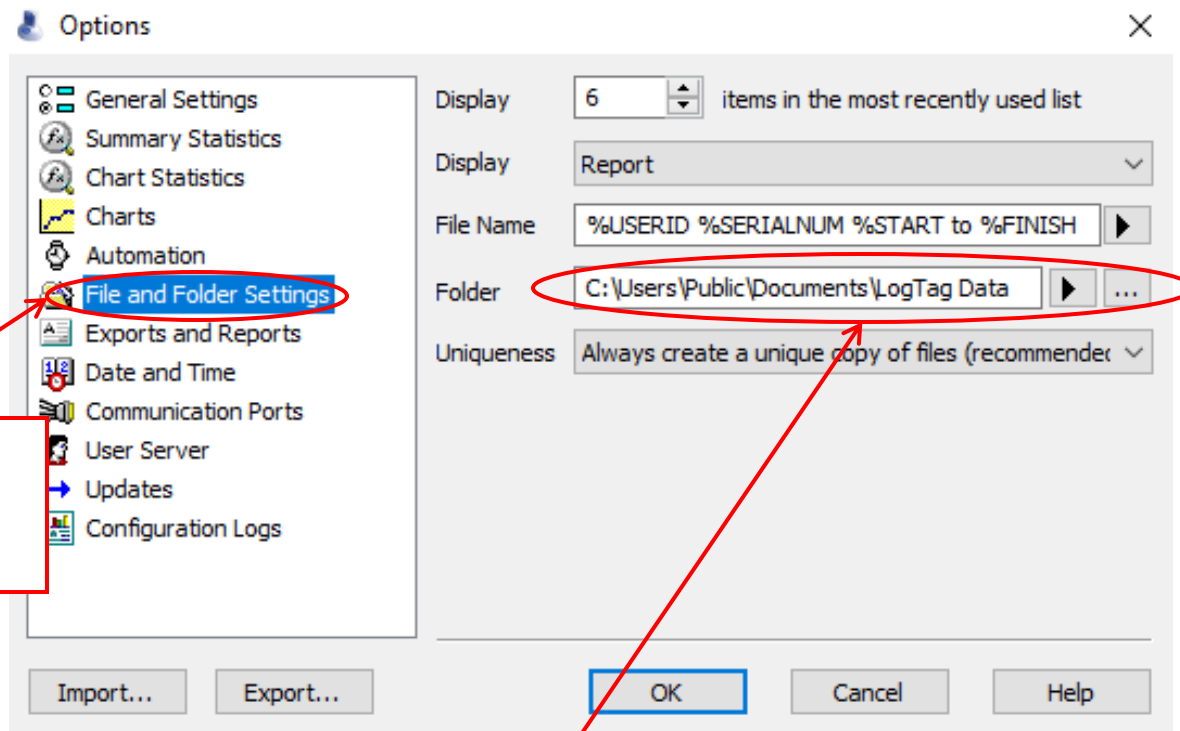 Options
General Settings
Summary Statistics
Chart Statistics
Charts
Automation
File and Folder Settings
Exports and Reports
Date and Time
Communication Ports
User Server
Updates
Configuration Logs
Display 6 items in the most recently used list
Display Report
File Name %USERID %SERIALNUM %START to %FINISH
Folder C:\Users\Public\Documents\LogTag Data ...
Uniqueness Always create a unique copy of files (recommended
Import... Export... OK Cancel Help